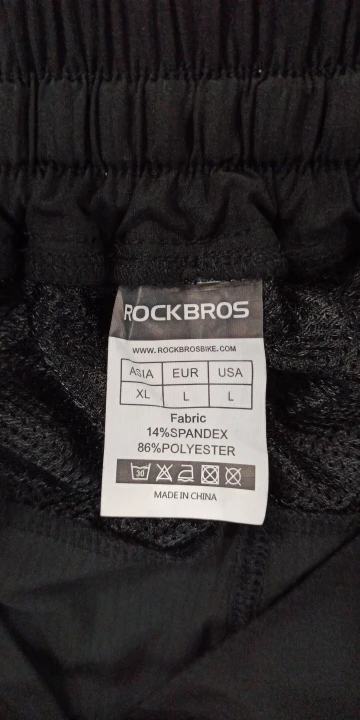 ROCKBROS
WWW.ROCKBROSBIKE.COM
ASIA EUR USA
XL L L
Fabric
14%SPANDEX
86%POLYESTER
30
MADE IN CHINA